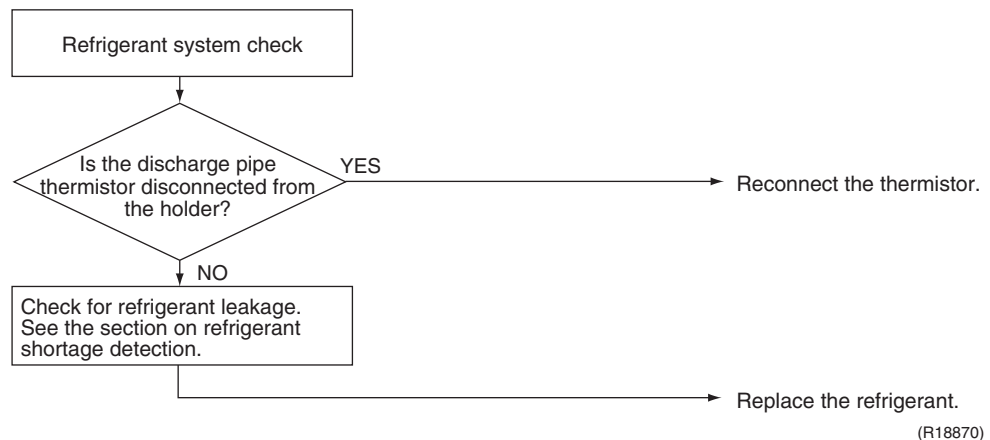 Refrigerant system check
Is the discharge pipe
thermistor disconnected from
the holder?
YES
Reconnect the thermistor.
NO
Check for refrigerant leakage.
See the section on refrigerant
shortage detection.
Replace the refrigerant.
(R18870)